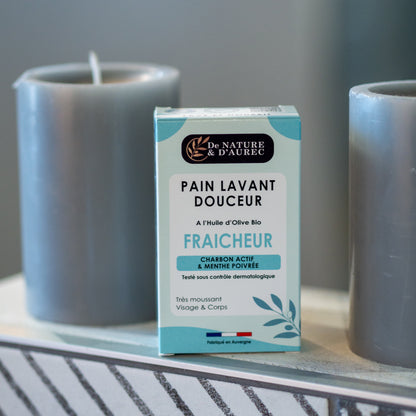 De NATURE
& D'AUREC
PAIN LAVANT
DOUCEUR
A l'Huile d'Olive Bio
FRAICHEUR
CHARBON ACTIF
& MENTHE POIVRÉE
Testé sous contrôle dermatologique
Très moussant
Visage & Corps
Fabriqué en Auvergne